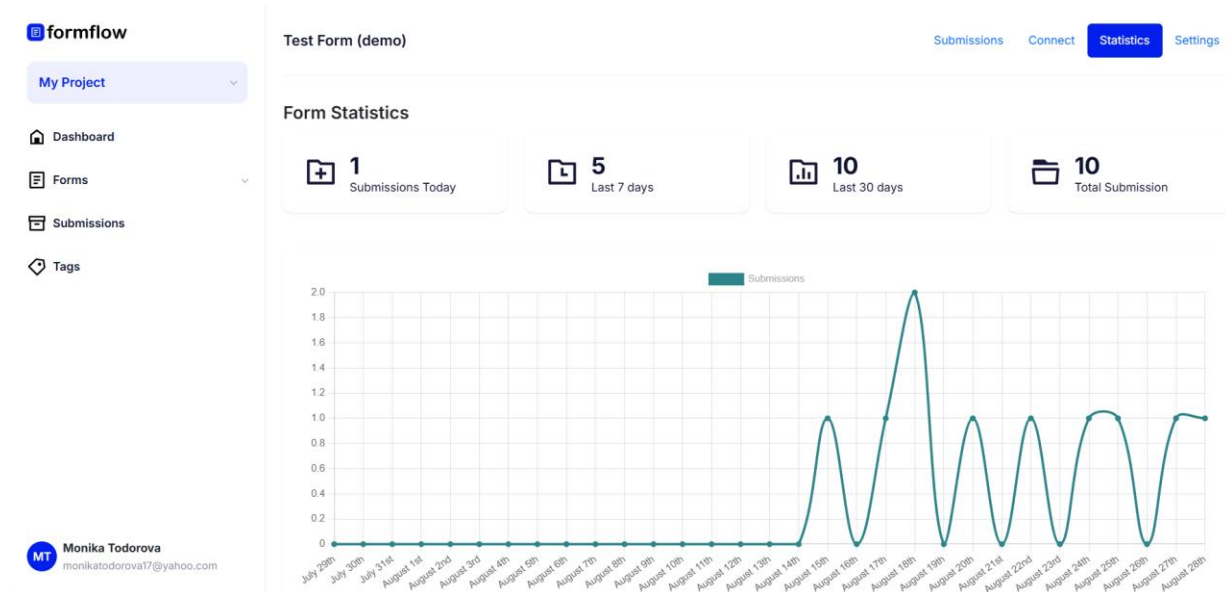 formflow
My Project
Dashboard
Forms
Submissions
Tags
MT
Monika Todorova
monikatodorova17@yahoo.com
Test Form (demo)
Submissions Connect Statistics Settings
Form Statistics
1
Submissions Today
5
Last 7 days
10
Last 30 days
10
Total Submission
Submissions
2.0
1.8
1.6
1.4
1.2
1.0
0.8
0.6
0.4
0.2
0
July 29th
July 30th
July 31st
August 1st
August 2nd
August 3rd
August 4th
August 5th
August 6th
August 7th
August 8th
August 9th
August 10th
August 11th
August 12th
August 13th
August 14th
August 15th
August 16th
August 17th
August 18th
August 19th
August 20th
August 21st
August 22nd
August 23rd
August 24th
August 25th
August 26th
August 27th
August 28th